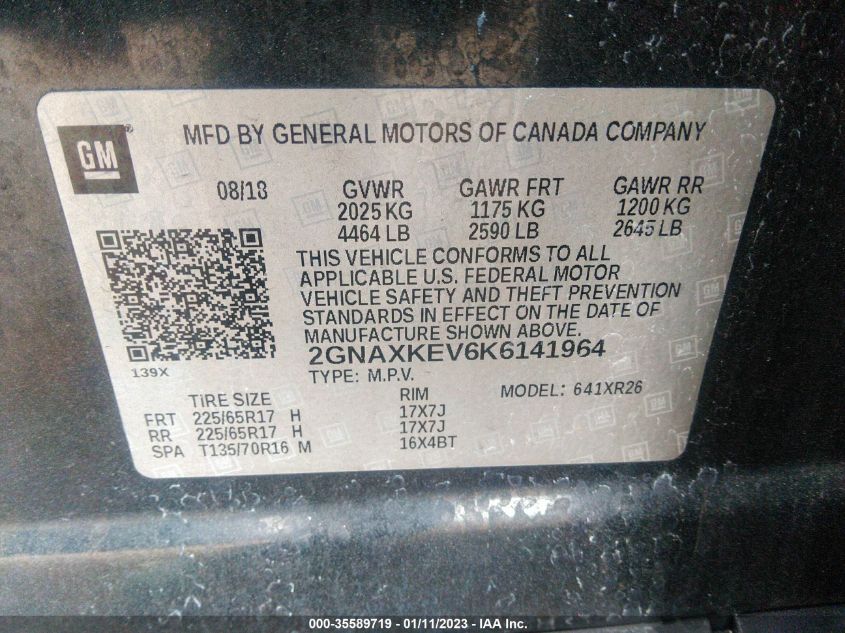 GM
MFD BY GENERAL MOTORS OF CANADA COMPANY
08/18 GVWR GAWR FRT GAWR RR
2025 KG 1175 KG 1200 KG
4464 LB 2590 LB 2645 LB
THIS VEHICLE CONFORMS TO ALL
APPLICABLE U.S. FEDERAL MOTOR
VEHICLE SAFETY AND THEFT PREVENTION
STANDARDS IN EFFECT ON THE DATE OF
MANUFACTURE SHOWN ABOVE.
2GNAXKEV6K6141964
139X
TYPE: M.P.V.
MODEL: 641XR26
TIRE SIZE RIM
FRT 225/65R17 H 17X7J
RR 225/65R17 H 17X7J
SPA T135/70R16 M 16X4BT
000-35589719 - 01/11/2023 - IAA Inc.